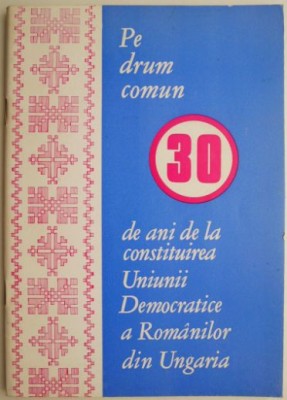 Pe
drum
comun
30
de ani de la
constituirea
Uniunii
Democratice
a Românilor
din Ungaria